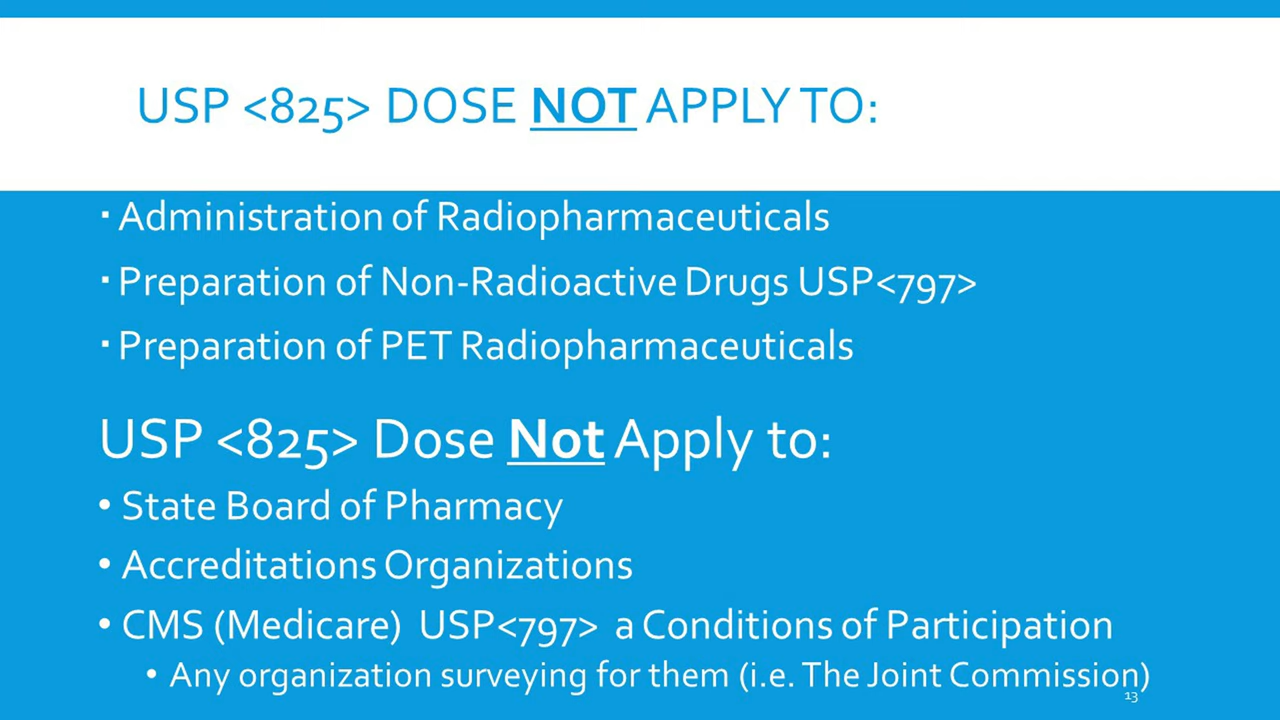 USP <825> DOSE NOT APPLY TO:
▪ Administration of Radiopharmaceuticals
▪ Preparation of Non-Radioactive Drugs USP<797>
▪ Preparation of PET Radiopharmaceuticals
USP <825> Dose Not Apply to:
• State Board of Pharmacy
• Accreditations Organizations
• CMS (Medicare) USP<797> a Conditions of Participation
• Any organization surveying for them (i.e. The Joint Commission)
13